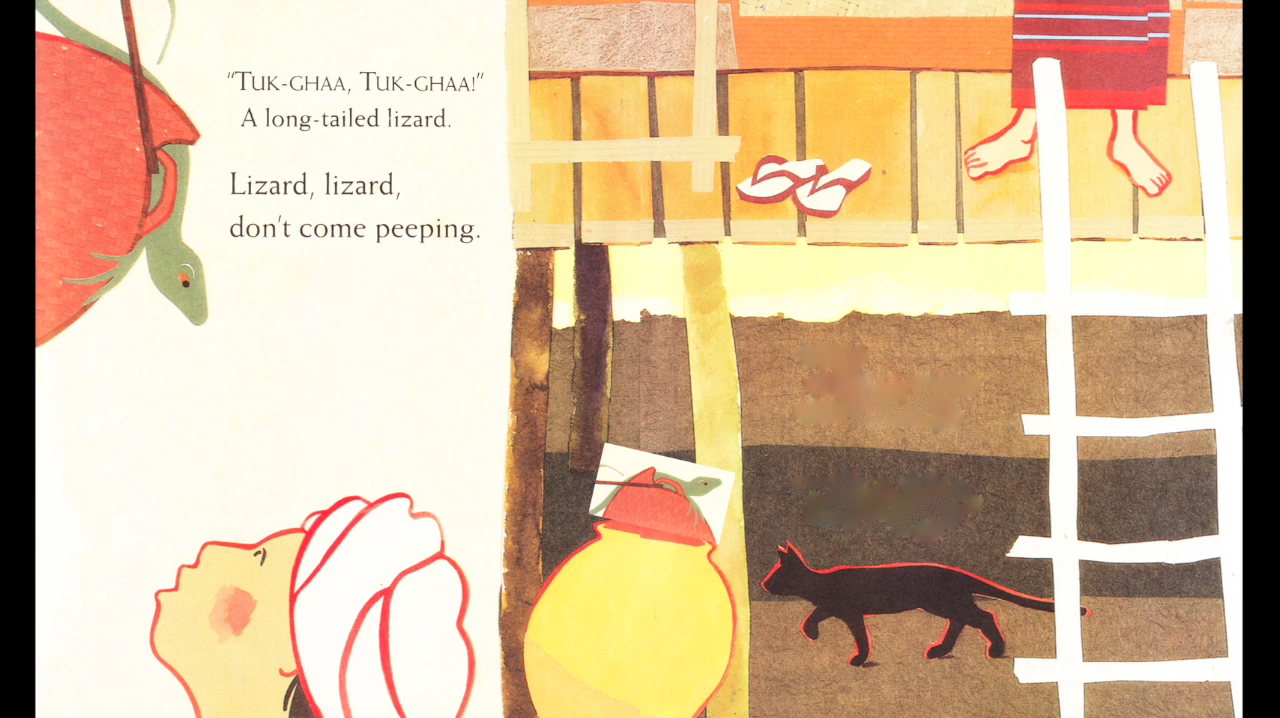 “Tuk-ghaa, Tuk-ghaa!”
A long-tailed lizard.
Lizard, lizard,
don't come peeping.